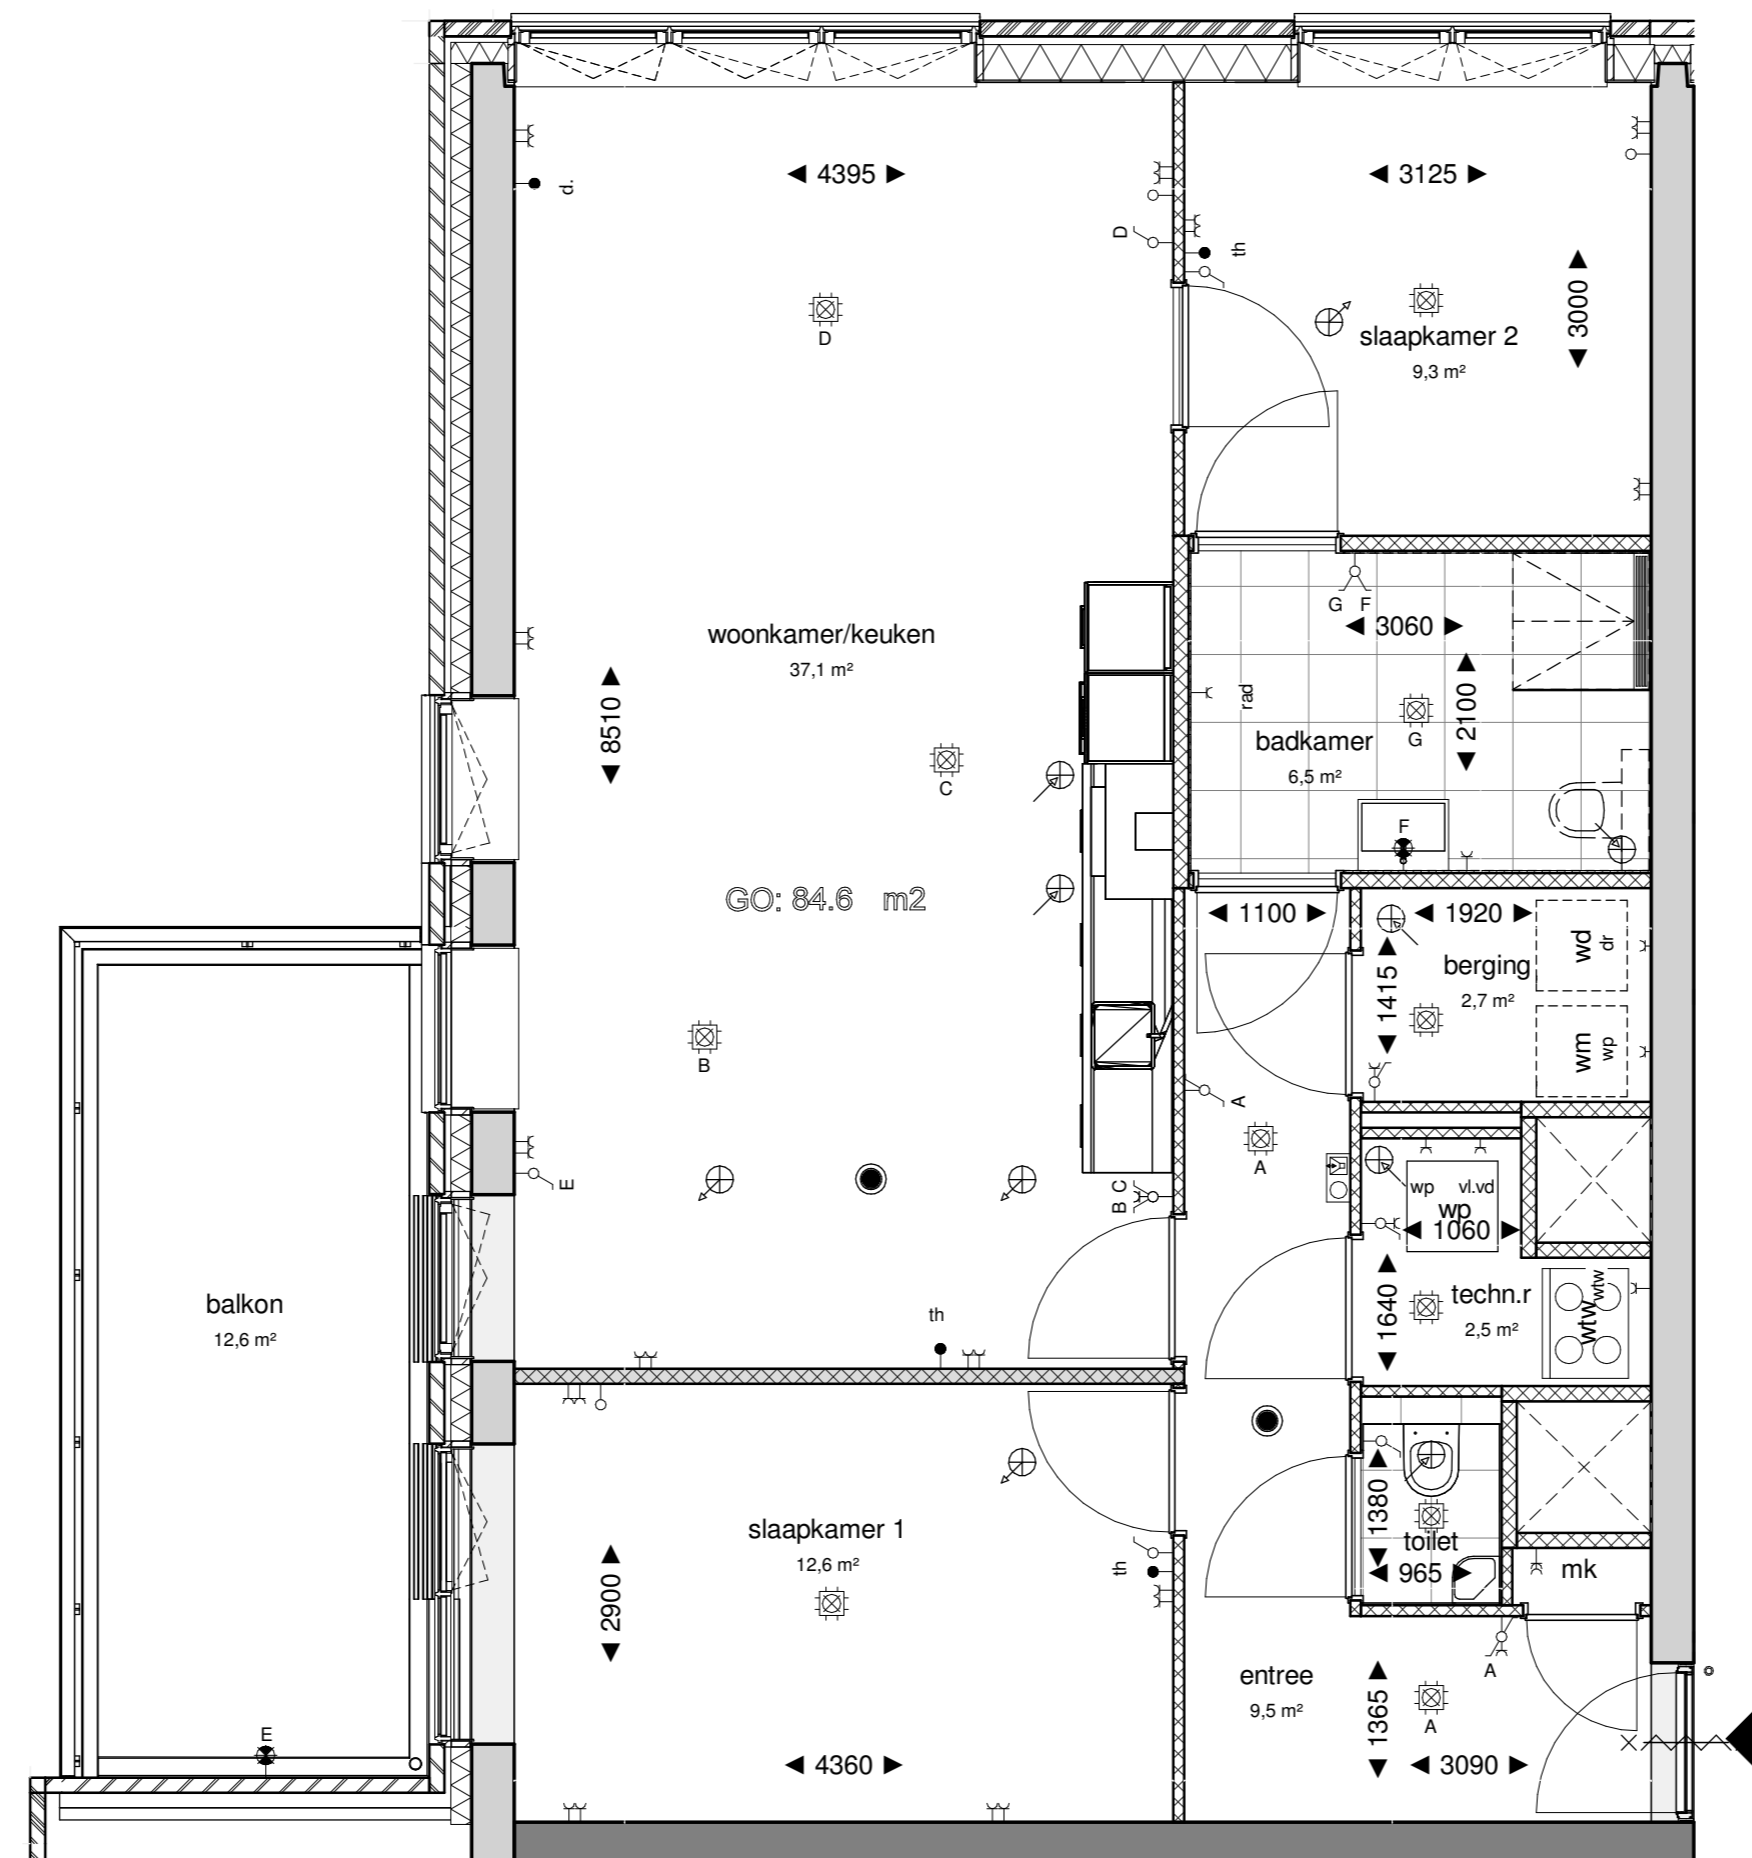 ◄ 4395 ►
◄ 3125 ►
d.
D
th
3000
D
slaapkamer 2
9,3 m²
G F
◄ 3060 ►
woonkamer/keuken
37,1 m²
8510
rad
2100
G
badkamer
6,5 m²
C
F
GO: 84.6 m2
◄ 1100 ►
◄ 1920 ►
wd
dr
berging
2,7 m²
1415
wm
wp
B
A
A
E
B C
wp
vl.vd
wp
◄ 1060 ►
balkon
12,6 m²
th
1640
techn.r
2,5 m²
wtw
wtw
slaapkamer 1
12,6 m²
2900
th
1380
toilet
◄ 965 ►
mk
A
entree
9,5 m²
1365
A
E
◄ 4360 ►
◄ 3090 ►